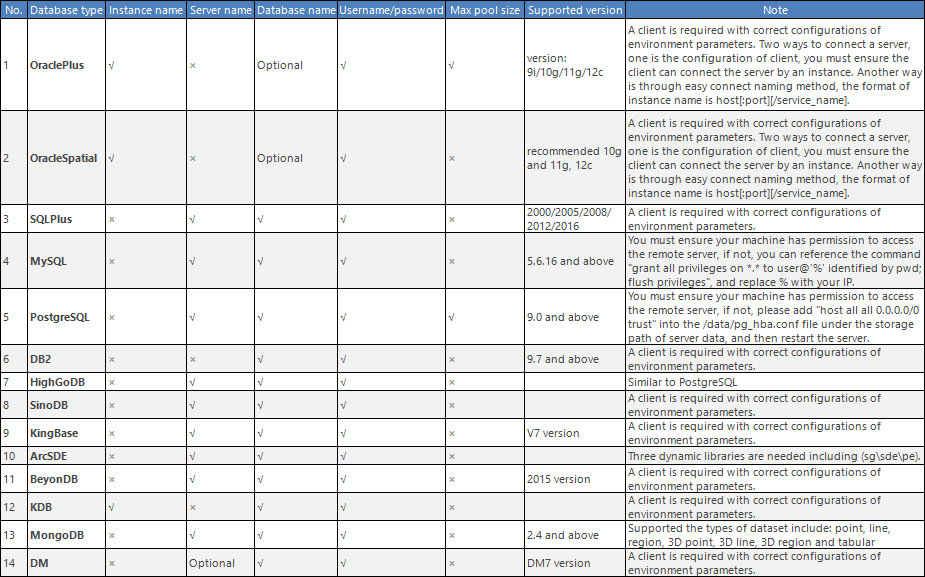 No. Database type Instance name Server name Database name Username/password Max pool size Supported version Note
1 OraclePlus √ × Optional √ √ version: 9i/10g/11g/12c A client is required with correct configurations of
environment parameters. Two ways to connect a server,
one is the configuration of client, you must ensure the
client can connect the server by an instance. Another way
is through easy connect naming method, the format of
instance name is host[:port][/service_name].
2 OracleSpatial √ × Optional √ × recommended 10g and 11g, 12c A client is required with correct configurations of
environment parameters. Two ways to connect a server,
one is the configuration of client, you must ensure the
client can connect the server by an instance. Another way
is through easy connect naming method, the format of
instance name is host[:port][/service_name].
3 SQLPlus × √ √ √ × 2000/2005/2008/ 2012/2016 A client is required with correct configurations of
environment parameters.
4 MySQL × √ √ √ × 5.6.16 and above You must ensure your machine has permission to access
the remote server, if not, you can reference the command
"grant all privileges on *.* to user@'%' identified by pwd;
flush privileges", and replace % with your IP.
5 PostgreSQL × √ √ √ √ 9.0 and above You must ensure your machine has permission to access
the remote server, if not, please add "host all all 0.0.0.0/0
trust" into the /data/pg_hba.conf file under the storage
path of server data, and then restart the server.
6 DB2 × × √ √ × 9.7 and above A client is required with correct configurations of
environment parameters.
7 HighGoDB × √ √ √ × Similar to PostgreSQL
8 SinoDB × √ √ √ × A client is required with correct configurations of
environment parameters.
9 KingBase × √ √ √ × V7 version A client is required with correct configurations of
environment parameters.
10 ArcSDE × √ √ √ × Three dynamic libraries are needed including (sg\sde\pe).
11 BeyonDB × √ √ √ × 2015 version A client is required with correct configurations of
environment parameters.
12 KDB √ × √ √ × A client is required with correct configurations of
environment parameters.
13 MongoDB × √ √ √ × 2.4 and above Supported the types of dataset include: point, line,
region, 3D point, 3D line, 3D region and tabular
14 DM × Optional √ √ × DM7 version A client is required with correct configurations of
environment parameters.